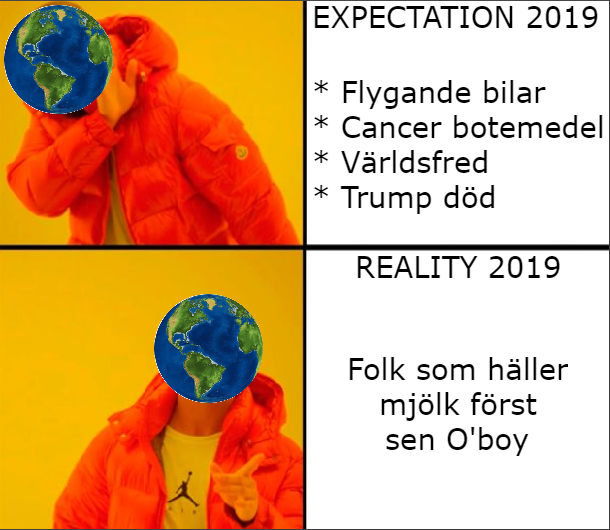 EXPECTATION 2019
* Flygande bilar
* Cancer botemedel
* Världsfred
* Trump död
REALITY 2019
Folk som häller
mjölk först
sen O'boy